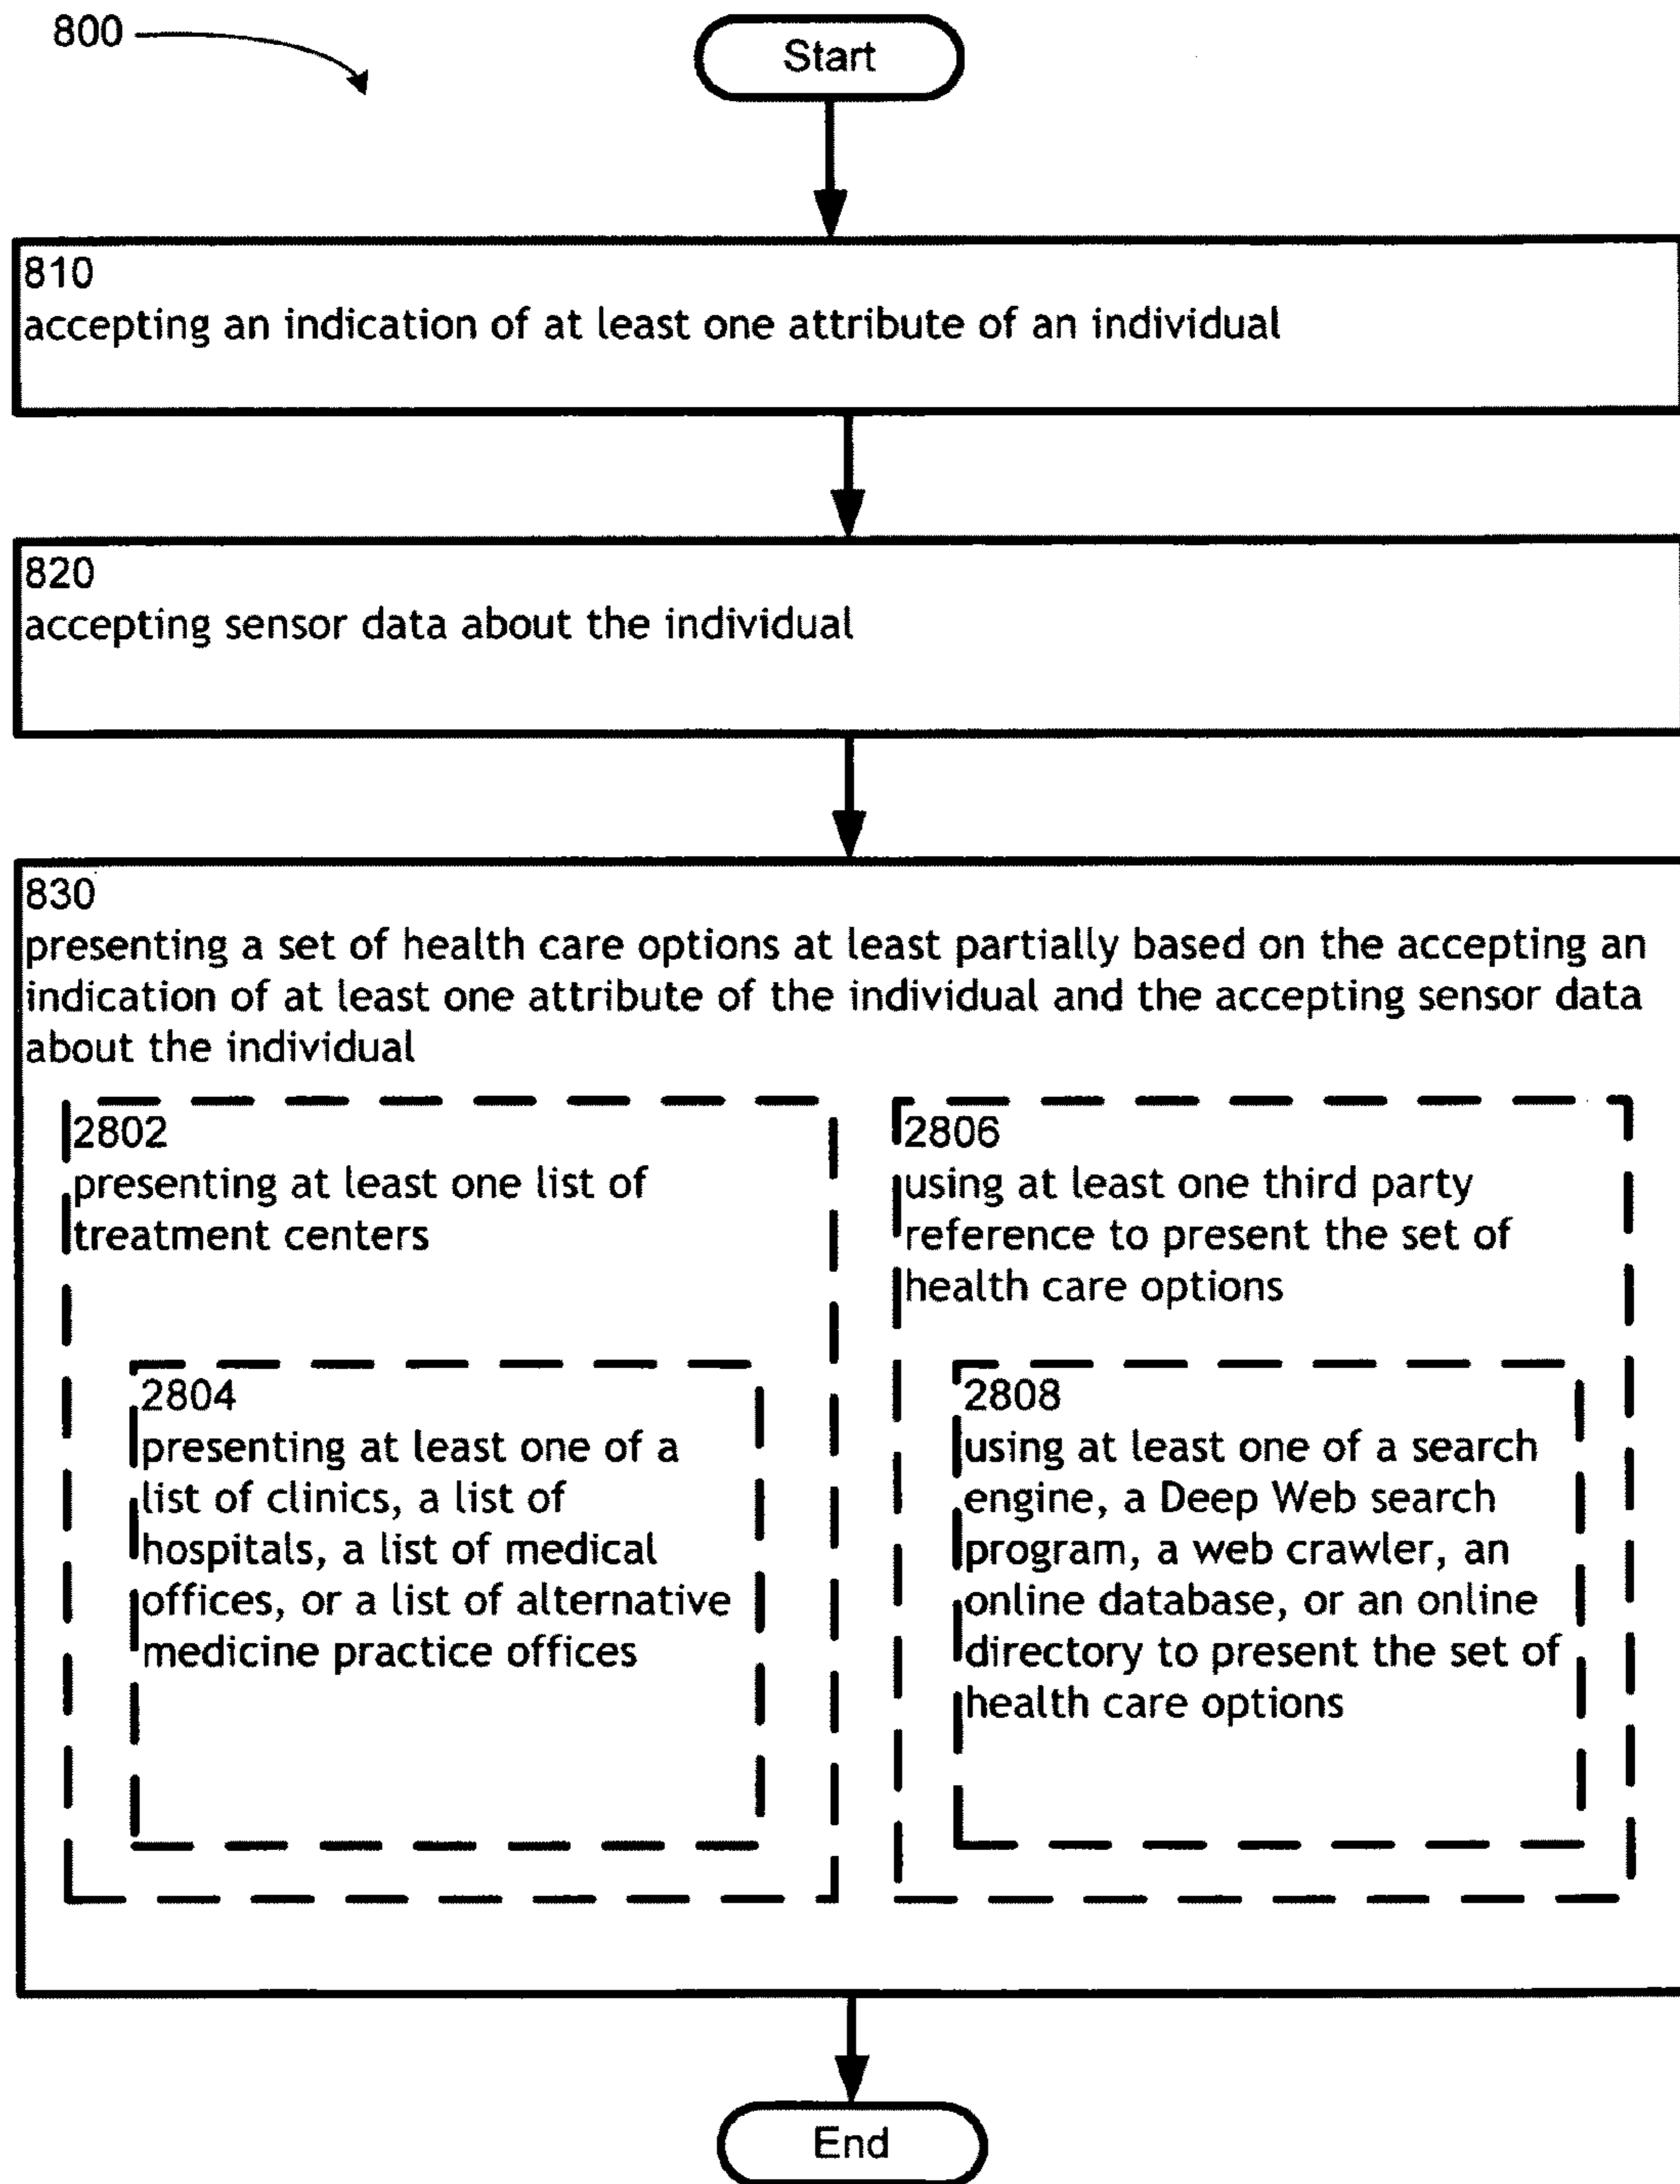 800
Start
810
accepting an indication of at least one attribute of an individual
820
accepting sensor data about the individual
830
presenting a set of health care options at least partially based on the accepting an
indication of at least one attribute of the individual and the accepting sensor data
about the individual
2802
presenting at least one list of
treatment centers
2804
presenting at least one of a
list of clinics, a list of
hospitals, a list of medical
offices, or a list of alternative
medicine practice offices
2806
using at least one third party
reference to present the set of
health care options
2808
using at least one of a search
engine, a Deep Web search
program, a web crawler, an
online database, or an online
directory to present the set of
health care options
End